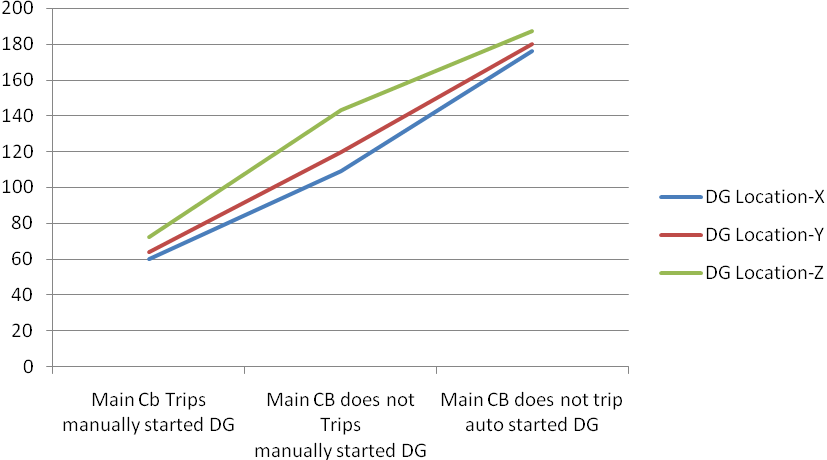 200
180
160
140
120
100
80
60
40
20
0
Main Cb Trips
manually started DG
Main CB does not
Trips
manually started DG
Main CB does not trip
auto started DG
DG Location-X
DG Location-Y
DG Location-Z